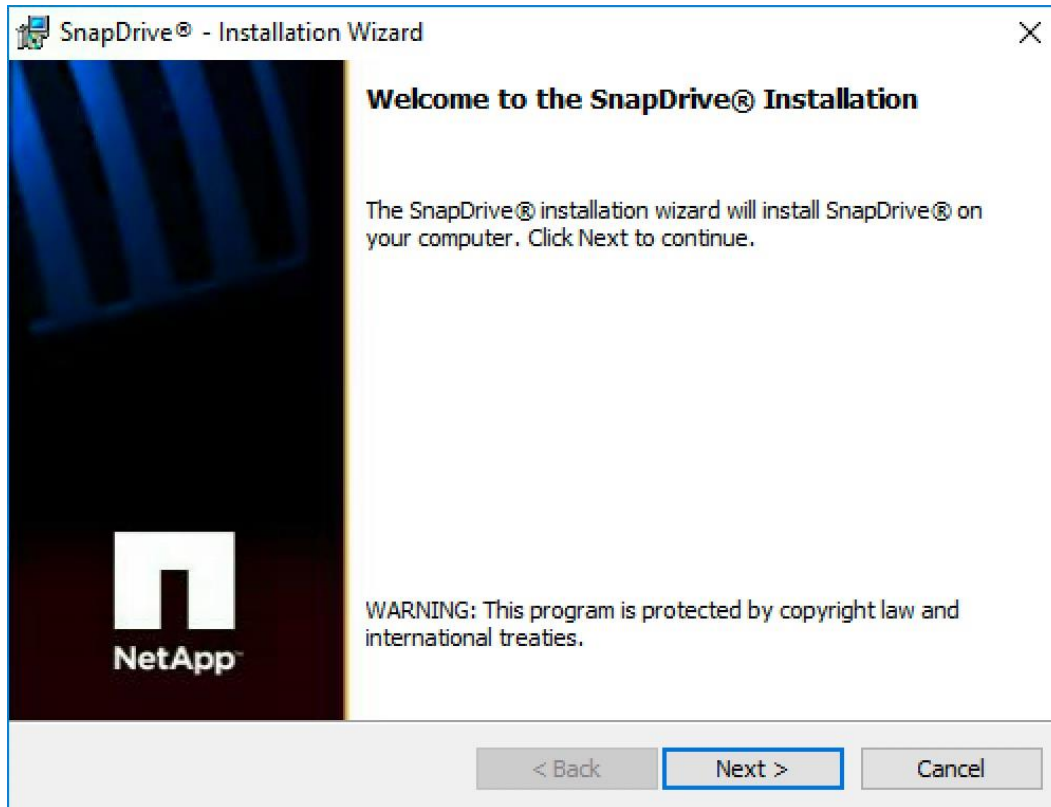 SnapDrive® - Installation Wizard
Welcome to the SnapDrive® Installation
The SnapDrive® installation wizard will install SnapDrive® on
your computer. Click Next to continue.
WARNING: This program is protected by copyright law and
international treaties.
NetApp™
< Back
Next >
Cancel